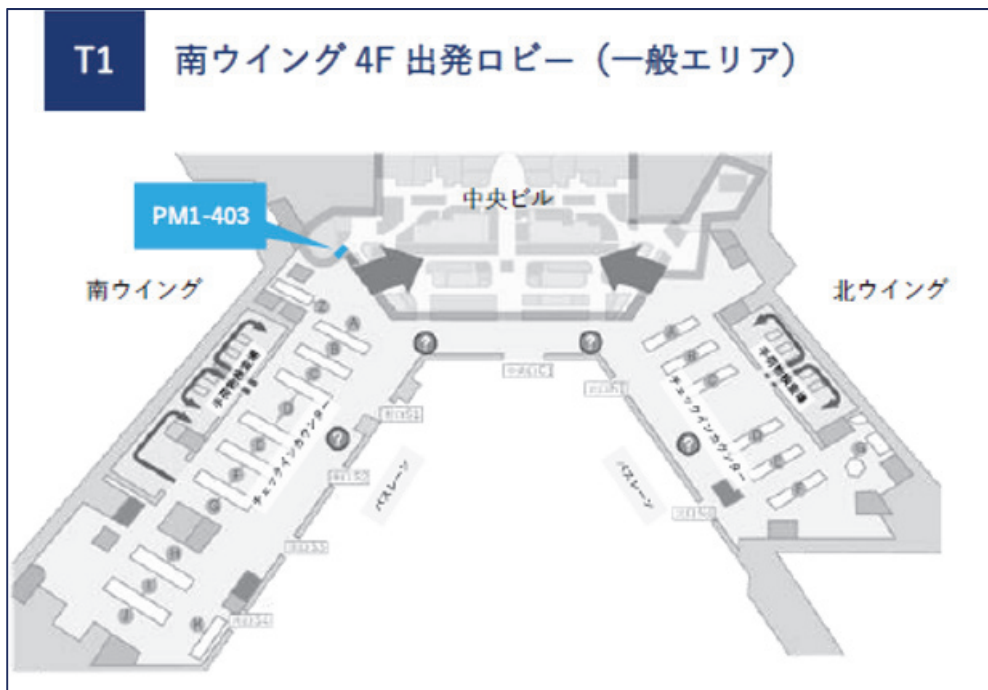 T1
南ウイング 4F 出発ロビー（一般エリア）
中央ビル
PM1-403
南ウイング
北ウイング
A
B
C
D
E
F
G
H
I
J
K
手荷物検査場
チェックインカウンター
バスレーン
?
?
?
?
A
B
C
D
E
F
G
手荷物検査場
チェックインカウンター
バスレーン